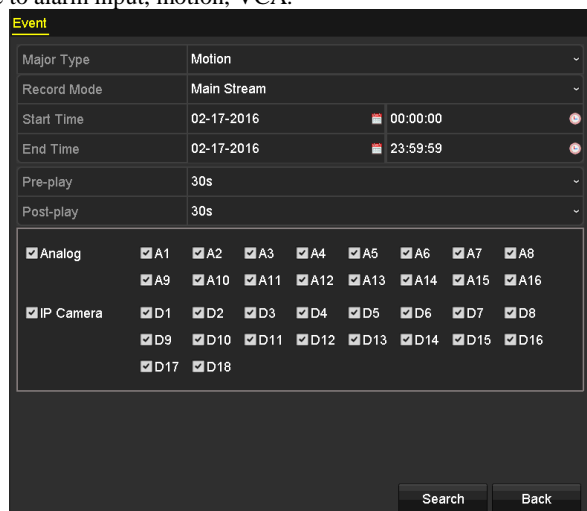 to alarm input, motion, VCA.
Event
Major Type Motion
Record Mode Main Stream
Start Time 02-17-2016 00:00:00
End Time 02-17-2016 23:59:59
Pre-play 30s
Post-play 30s
Analog A1 A2 A3 A4 A5 A6 A7 A8
A9 A10 A11 A12 A13 A14 A15 A16
IP Camera D1 D2 D3 D4 D5 D6 D7 D8
D9 D10 D11 D12 D13 D14 D15 D16
D17 D18
Search Back